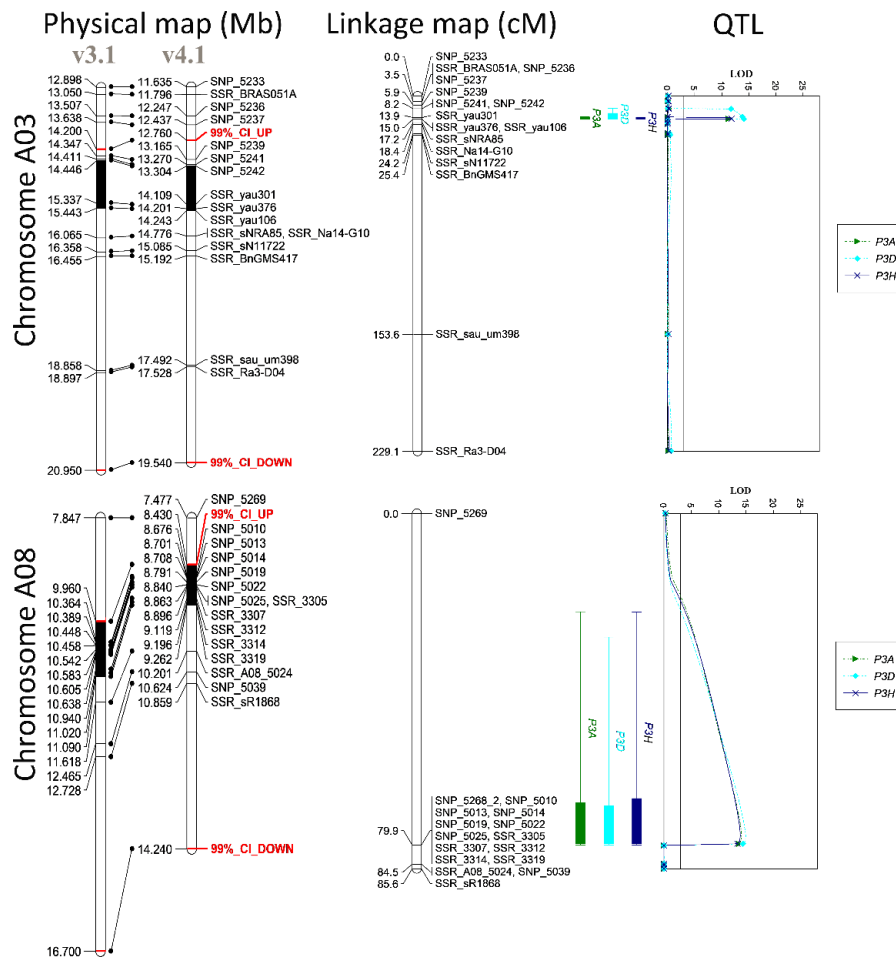 Physical map (Mb)
Linkage map (cM)
QTL
v3.1
v4.1
Chromosome A03
12.898
13.050
13.507
13.638
14.200
14.347
14.411
14.446
15.337
15.443
16.065
16.358
16.455
18.858
18.897
20.950
11.635 SNP_5233
11.796 SSR_BRAS051A
12.247 SNP_5236
12.437 SNP_5237
12.760 99%_CI_UP
13.165 SNP_5239
13.270 SNP_5241
13.304 SNP_5242
14.109 SSR_yau301
14.201 SSR_yau376
14.243 SSR_yau106
14.776 SSR_sNRA85, SSR_Na14-G10
15.085 SSR_sN11722
15.192 SSR_BnGMS417
17.492 SSR_sau_um398
17.528 SSR_Ra3-D04
19.540 99%_CI_DOWN
0.0 SNP_5233
3.5 SSR_BRAS051A, SNP_5236
SNP_5237
5.9 SNP_5239
8.2 SNP_5241, SNP_5242
13.9 SSR_yau301
15.0 SSR_yau376, SSR_yau106
17.2 SSR_sNRA85
18.4 SSR_Na14-G10
24.2 SSR_sN11722
25.4 SSR_BnGMS417
153.6 SSR_sau_um398
229.1 SSR_Ra3-D04
P3A
P3D
P3H
LOD
0
5
10
15
20
25
P3A
P3D
P3H
Chromosome A08
7.847
9.960
10.364
10.389
10.448
10.458
10.542
10.583
10.605
10.638
10.940
11.020
11.090
11.618
12.465
12.728
16.700
7.477 SNP_5269
8.430 99%_CI_UP
8.676 SNP_5010
8.701 SNP_5013
8.708 SNP_5014
8.791 SNP_5019
8.840 SNP_5022
8.863 SNP_5025, SSR_3305
8.896 SSR_3307
9.119 SSR_3312
9.196 SSR_3314
9.262 SSR_3319
10.201 SSR_A08_5024
10.624 SNP_5039
10.859 SSR_sR1868
14.240 99%_CI_DOWN
0.0 SNP_5269
SNP_5268_2, SNP_5010
SNP_5013, SNP_5014
SNP_5019, SNP_5022
79.9 SNP_5025, SSR_3305
SSR_3307, SSR_3312
SSR_3314, SSR_3319
84.5 SSR_A08_5024, SNP_5039
85.6 SSR_sR1868
P3A
P3D
P3H
LOD
0
5
10
15
20
25
P3A
P3D
P3H